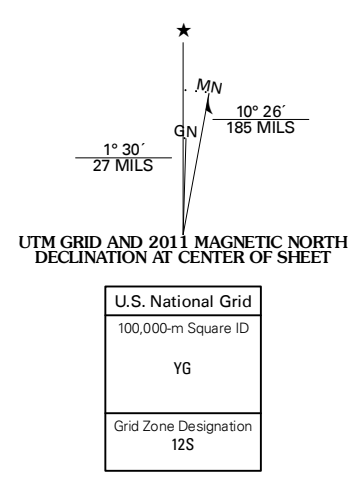 ★
MN
10° 26´
185 MILS
GN
1° 30´
27 MILS
UTM GRID AND 2011 MAGNETIC NORTH
DECLINATION AT CENTER OF SHEET
U.S. National Grid
100,000-m Square ID
YG
Grid Zone Designation
12S